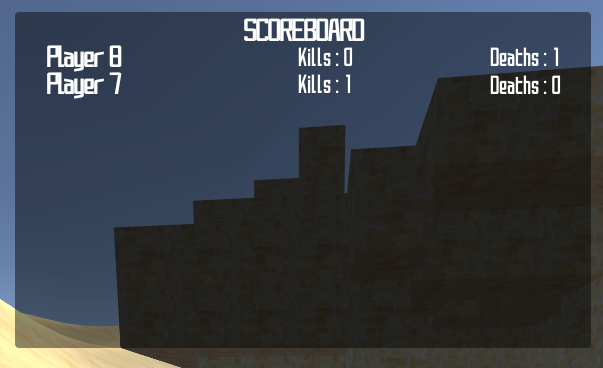 SCOREBOARD
Player 8 Kills : 0 Deaths : 1
Player 7 Kills : 1 Deaths : 0